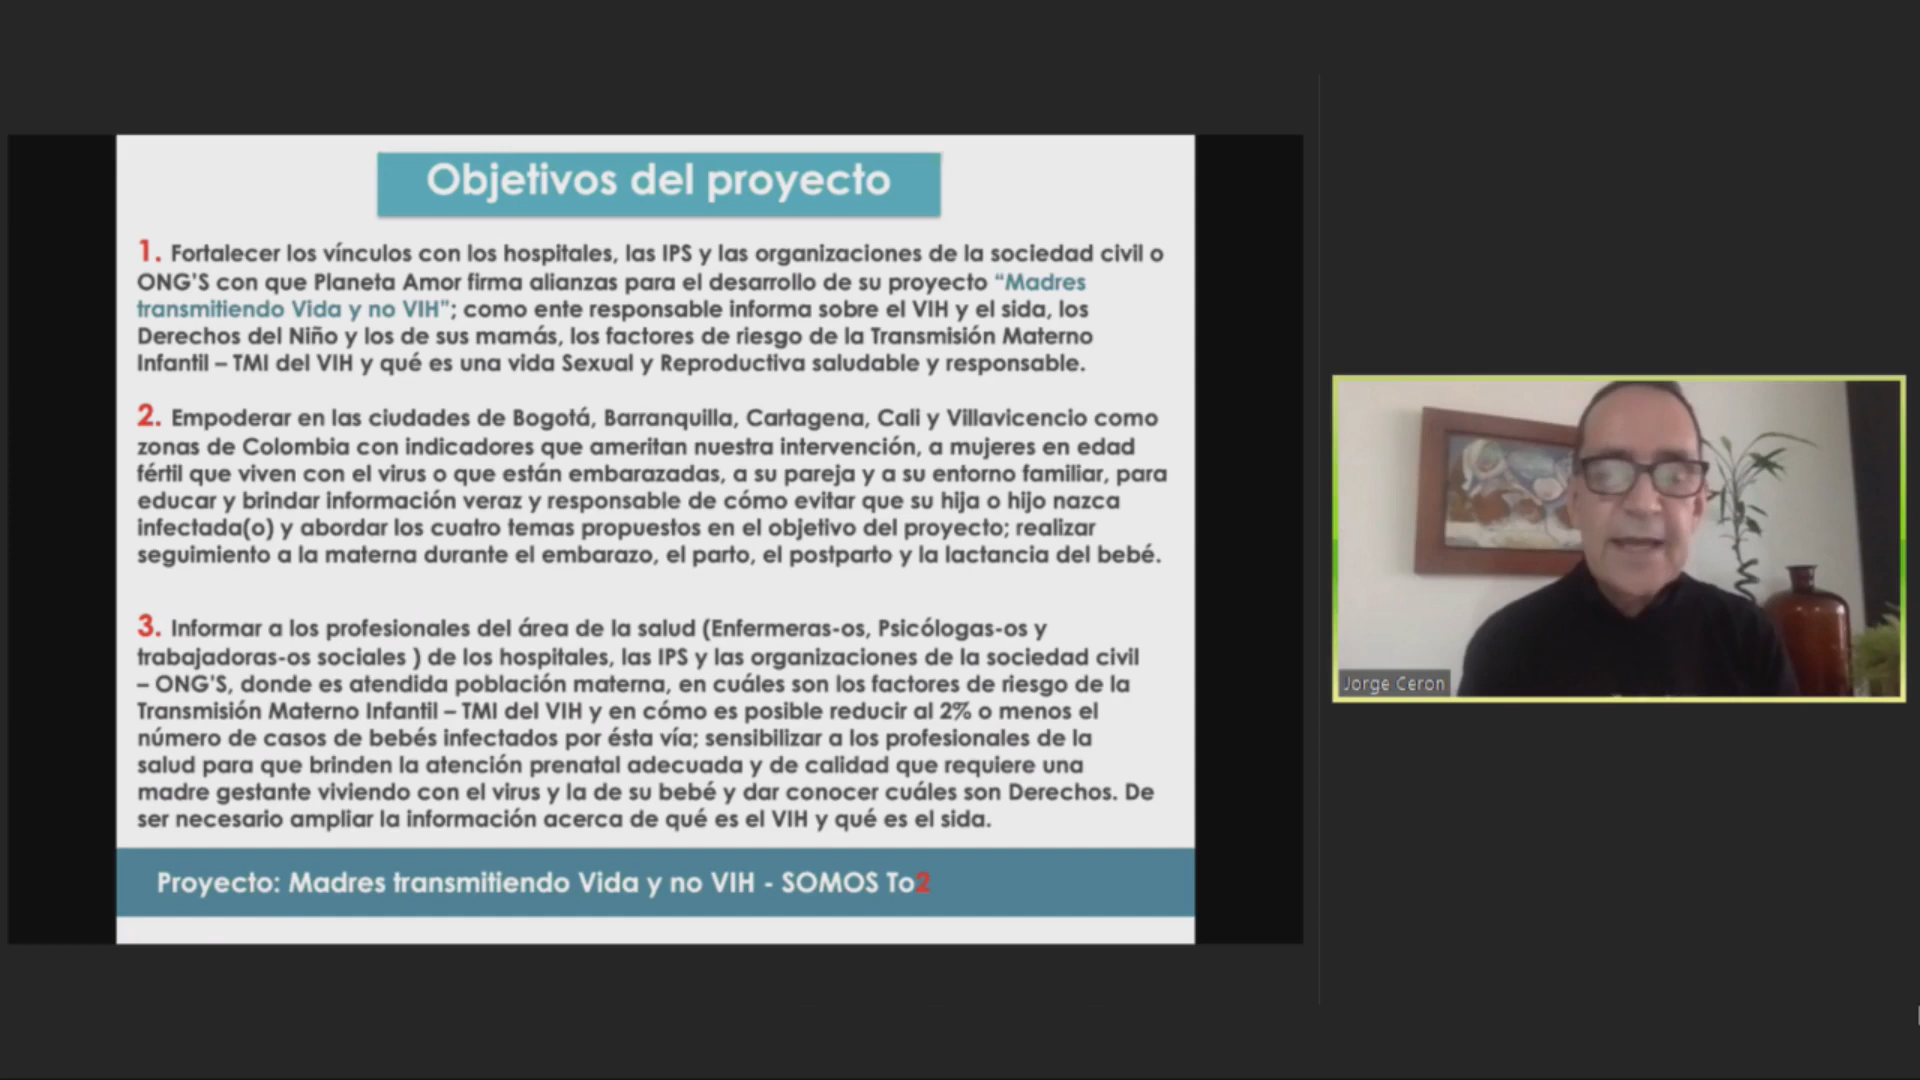 Objetivos del proyecto
1. Fortalecer los vínculos con los hospitales, las IPS y las organizaciones de la sociedad civil o
ONG'S con que Planeta Amor firma alianzas para el desarrollo de su proyecto “Madres
transmitiendo Vida y no VIH”; como ente responsable informa sobre el VIH y el sida, los
Derechos del Niño y los de sus mamás, los factores de riesgo de la Transmisión Materno
Infantil – TMI del VIH y qué es una vida Sexual y Reproductiva saludable y responsable.
2. Empoderar en las ciudades de Bogotá, Barranquilla, Cartagena, Cali y Villavicencio como
zonas de Colombia con indicadores que ameritan nuestra intervención, a mujeres en edad
fértil que viven con el virus o que están embarazadas, a su pareja y a su entorno familiar, para
educar y brindar información veraz y responsable de cómo evitar que su hija o hijo nazca
infectada(o) y abordar los cuatro temas propuestos en el objetivo del proyecto; realizar
seguimiento a la materna durante el embarazo, el parto, el postparto y la lactancia del bebé.
3. Informar a los profesionales del área de la salud (Enfermeras-os, Psicólogas-os y
trabajadoras-os sociales ) de los hospitales, las IPS y las organizaciones de la sociedad civil
– ONG'S, donde es atendida población materna, en cuáles son los factores de riesgo de la
Transmisión Materno Infantil – TMI del VIH y en cómo es posible reducir al 2% o menos el
número de casos de bebés infectados por ésta vía; sensibilizar a los profesionales de la
salud para que brinden la atención prenatal adecuada y de calidad que requiere una
madre gestante viviendo con el virus y la de su bebé y dar conocer cuáles son Derechos. De
ser necesario ampliar la información acerca de qué es el VIH y qué es el sida.
Proyecto: Madres transmitiendo Vida y no VIH - SOMOS To2
Jorge Ceron